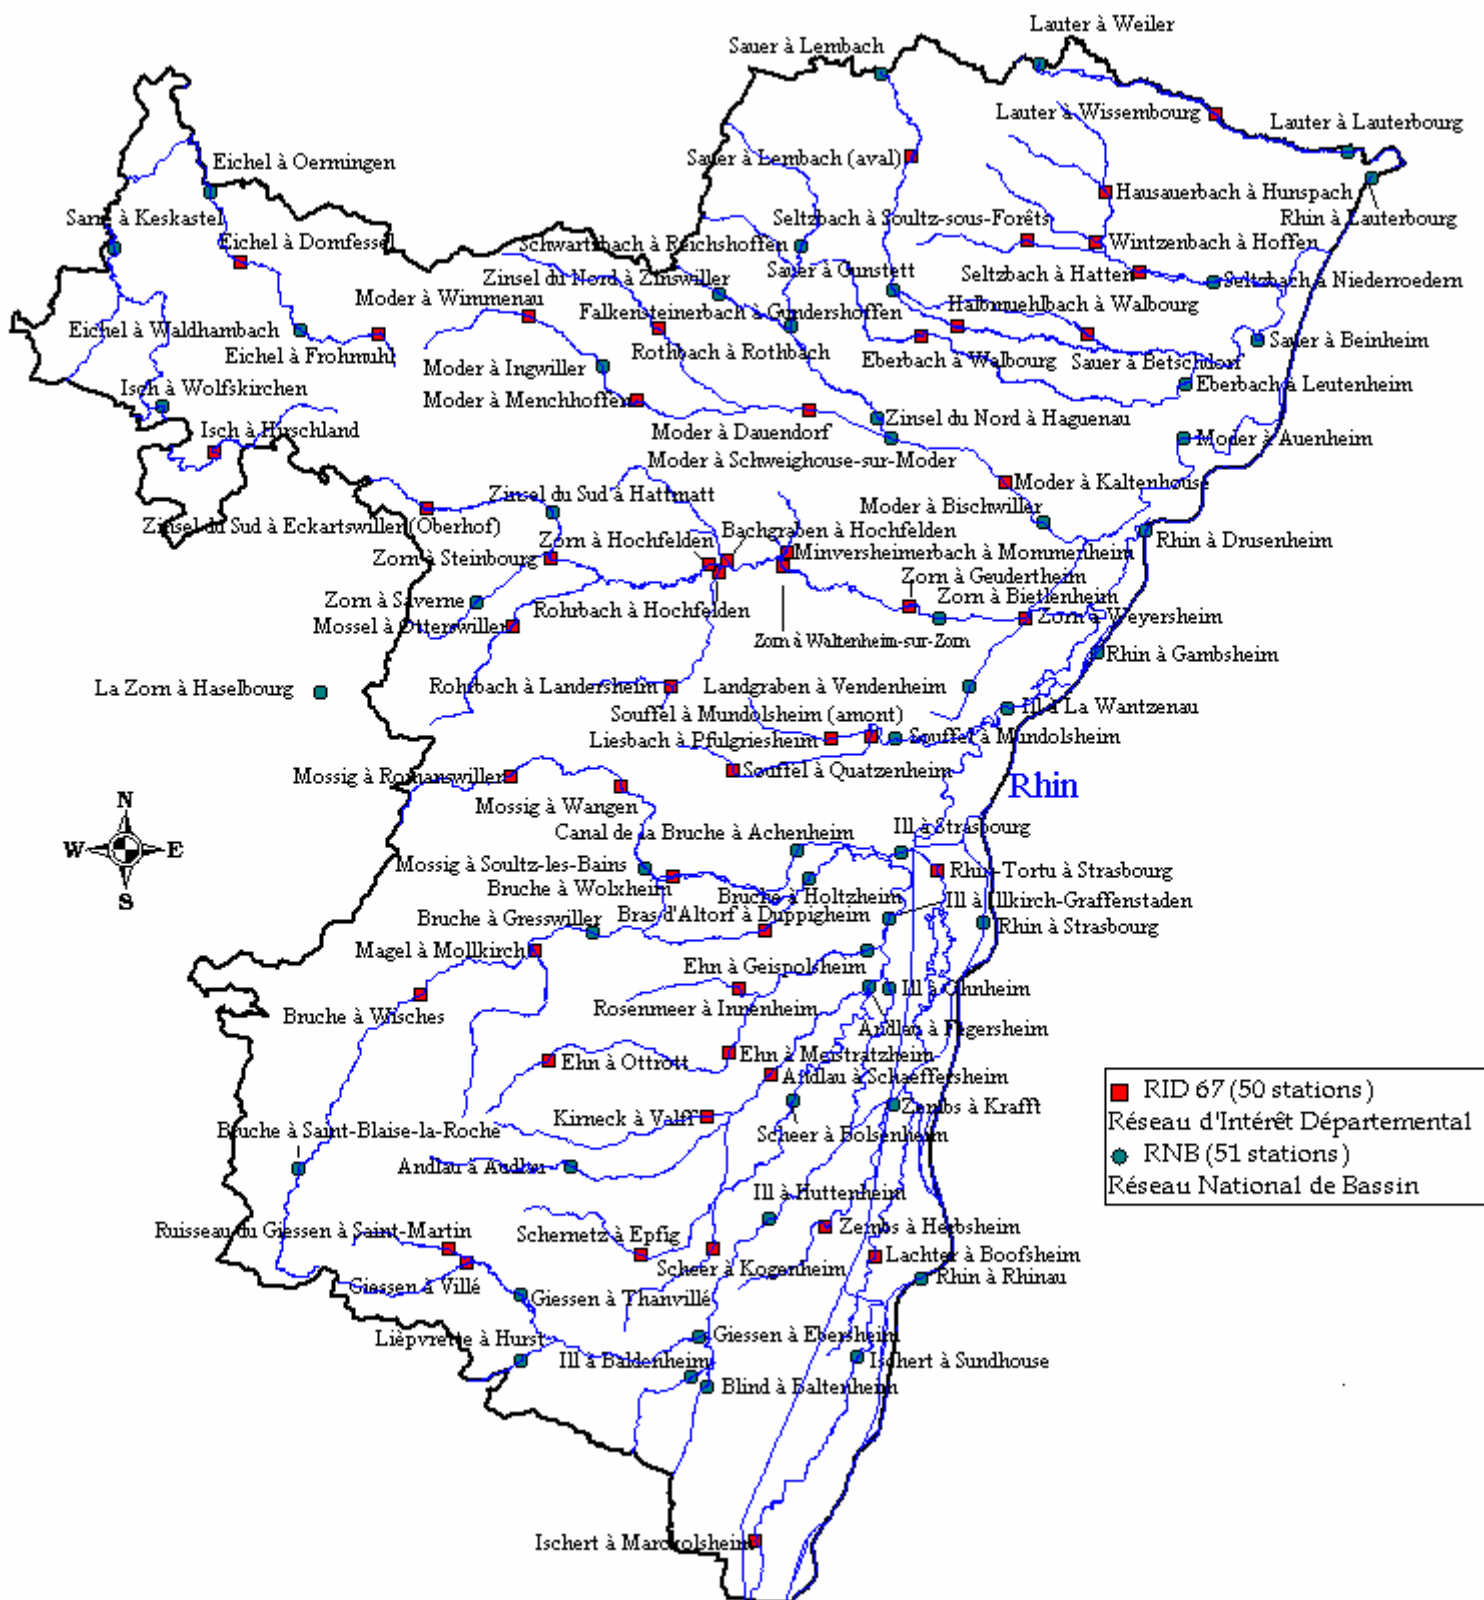 Lauter à Weiler
Sauer à Lembach
Lauter à Wissembourg
Lauter à Lauterbourg
Sauer à Lembach (aval)
Eichel à Oermingen
Hausauerbach à Hunspach
Sarre à Keskastel
Seltzbach à Soultz-sous-Forêts
Rhin à Lauterbourg
Eichel à Domfessel
Schwartzbach à Reichshoffen
Wintzenbach à Hoffen
Zinsel du Nord à Zinswiller
Sauer à Gunstett
Seltzbach à Hatten
Seltzbach à Niederroedern
Moder à Wimmenau
Falkensteinerbach à Gundershoffen
Halbmuehlbach à Walbourg
Eichel à Waldhambach
Eichel à Frohmuhl
Rothbach à Rothbach
Eberbach à Walbourg
Sauer à Betschdorf
Sauer à Beinheim
Moder à Ingwiller
Isch à Wolfskirchen
Eberbach à Leutenheim
Moder à Menchhoffen
Zinsel du Nord à Haguenau
Isch à Hirschland
Moder à Dauendorf
Moder à Auenheim
Moder à Schweighouse-sur-Moder
Moder à Kaltenhouse
Zinsel du Sud à Hattmatt
Moder à Bischwiller
Zinsel du Sud à Eckartswiller (Oberhof)
Bachgraben à Hochfelden
Zorn à Hochfelden
Rhin à Drusenheim
Zorn à Steinbourg
Minversheimerbach à Mommenheim
Zorn à Geudertheim
Zorn à Bietlenheim
Zorn à Saverne
Rohrbach à Hochfelden
Mossel à Otterswiller
Zorn à Weyersheim
Zorn à Waltenheim-sur-Zorn
Rhin à Gambsheim
La Zorn à Haselbourg
Rohrbach à Landersheim
Landgraben à Vendenheim
Souffel à Mundolsheim (amont)
Ill à La Wantzenau
Liesbach à Pfulgriesheim
Souffel à Mundolsheim
Mossig à Romanswiller
Souffel à Quatzenheim
Rhin
Mossig à Wangen
N
W E
S
Canal de la Bruche à Achenheim
Ill à Strasbourg
Mossig à Soultz-les-Bains
Rhin-Tortu à Strasbourg
Bruche à Wolxheim
Bruche à Holtzheim
Ill à Illkirch-Graffenstaden
Bruche à Gresswiller
Bras d'Altorf à Duppigheim
Rhin à Strasbourg
Magel à Mollkirch
Ehn à Geispolsheim
Ill à Ohnheim
Rosenmeer à Innenheim
Bruche à Wisches
Andlau à Fegersheim
Ehn à Ottrott
Ehn à Meistratzheim
Andlau à Schaeffersheim
RID 67 (50 stations)
Réseau d'Intérêt Départemental
RNB (51 stations)
Réseau National de Bassin
Kirneck à Valff
Zembs à Krafft
Bruche à Saint-Blaise-la-Roche
Scheer à Bolsenheim
Andlau à Andlau
Ill à Huttenheim
Ruisseau du Giessen à Saint-Martin
Schernetz à Epfig
Zembs à Herbsheim
Lachter à Boofsheim
Scheer à Kogenheim
Rhin à Rhinau
Giessen à Villé
Giessen à Thanvillé
Lièpvrette à Hurst
Giessen à Ebersheim
Ill à Baldenheim
Ischert à Sundhouse
Blind à Baltenheim
Ischert à Marckolsheim